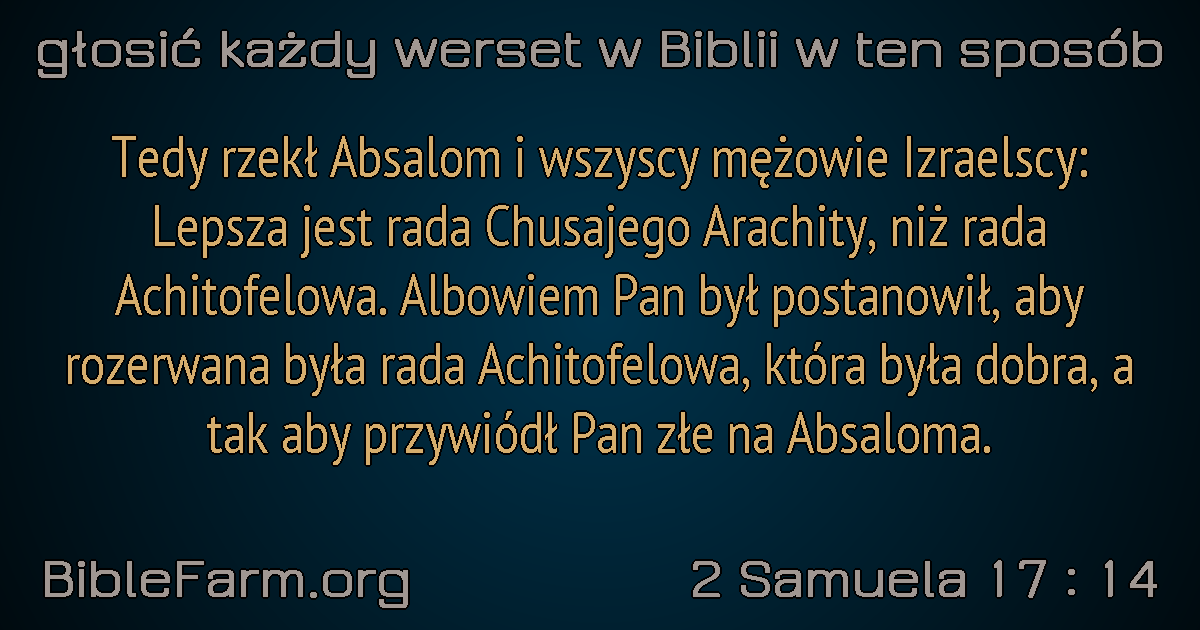 głosić każdy werset w Biblii w ten sposób
Tedy rzekł Absalom i wszyscy mężowie Izraelscy:
Lepsza jest rada Chusajego Arachity, niż rada
Achitofelowa. Albowiem Pan był postanowił, aby
rozerwana była rada Achitofelowa, która była dobra, a
tak aby przywiódł Pan złe na Absaloma.
BibleFarm.org
2 Samuela 17 : 14